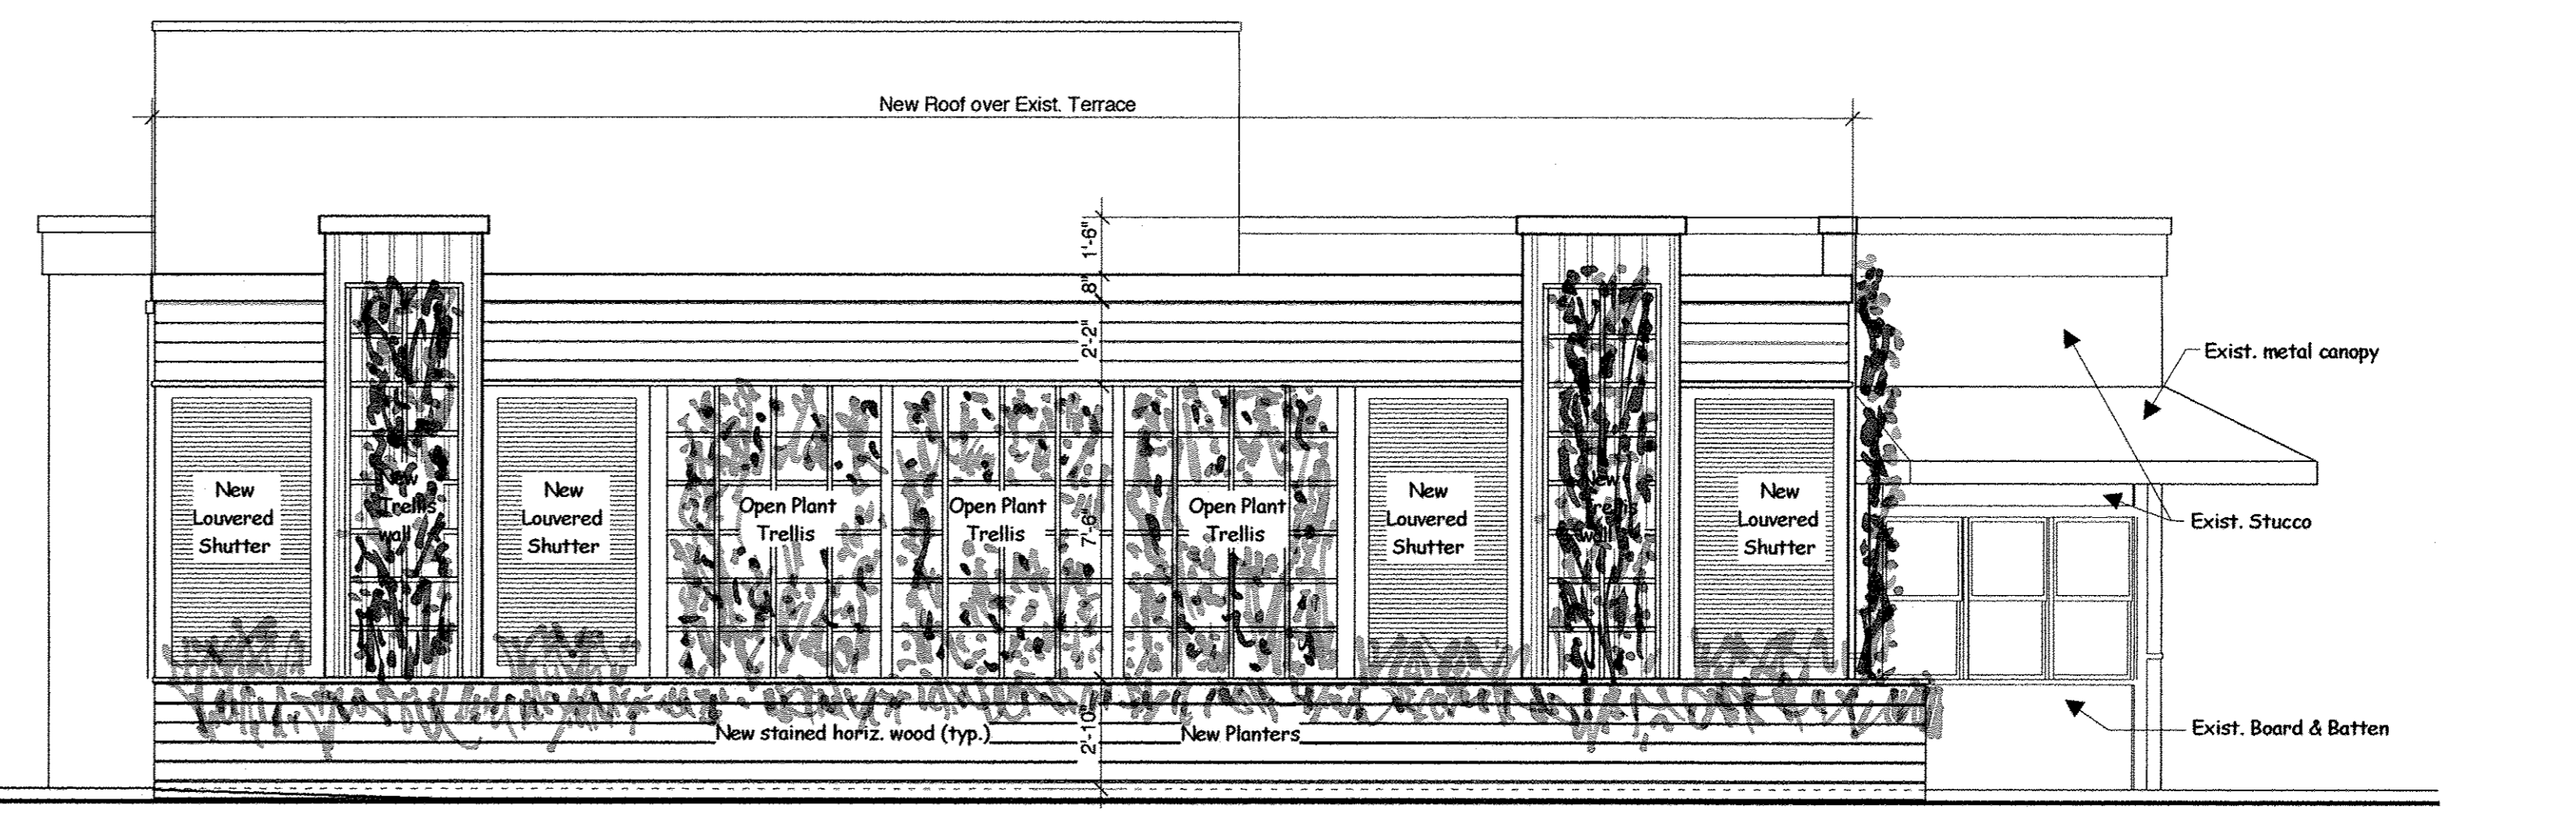 New Roof over Exist. Terrace
1'-6"
8"
2'-2"
7'-6"
2'-10"
New
Louvered
Shutter
New
Trellis
wall
New
Louvered
Shutter
Open Plant
Trellis
Open Plant
Trellis
Open Plant
Trellis
New
Louvered
Shutter
New
Trellis
wall
New
Louvered
Shutter
Exist. metal canopy
Exist. Stucco
Exist. Board & Batten
New stained horiz. wood (typ.)
New Planters